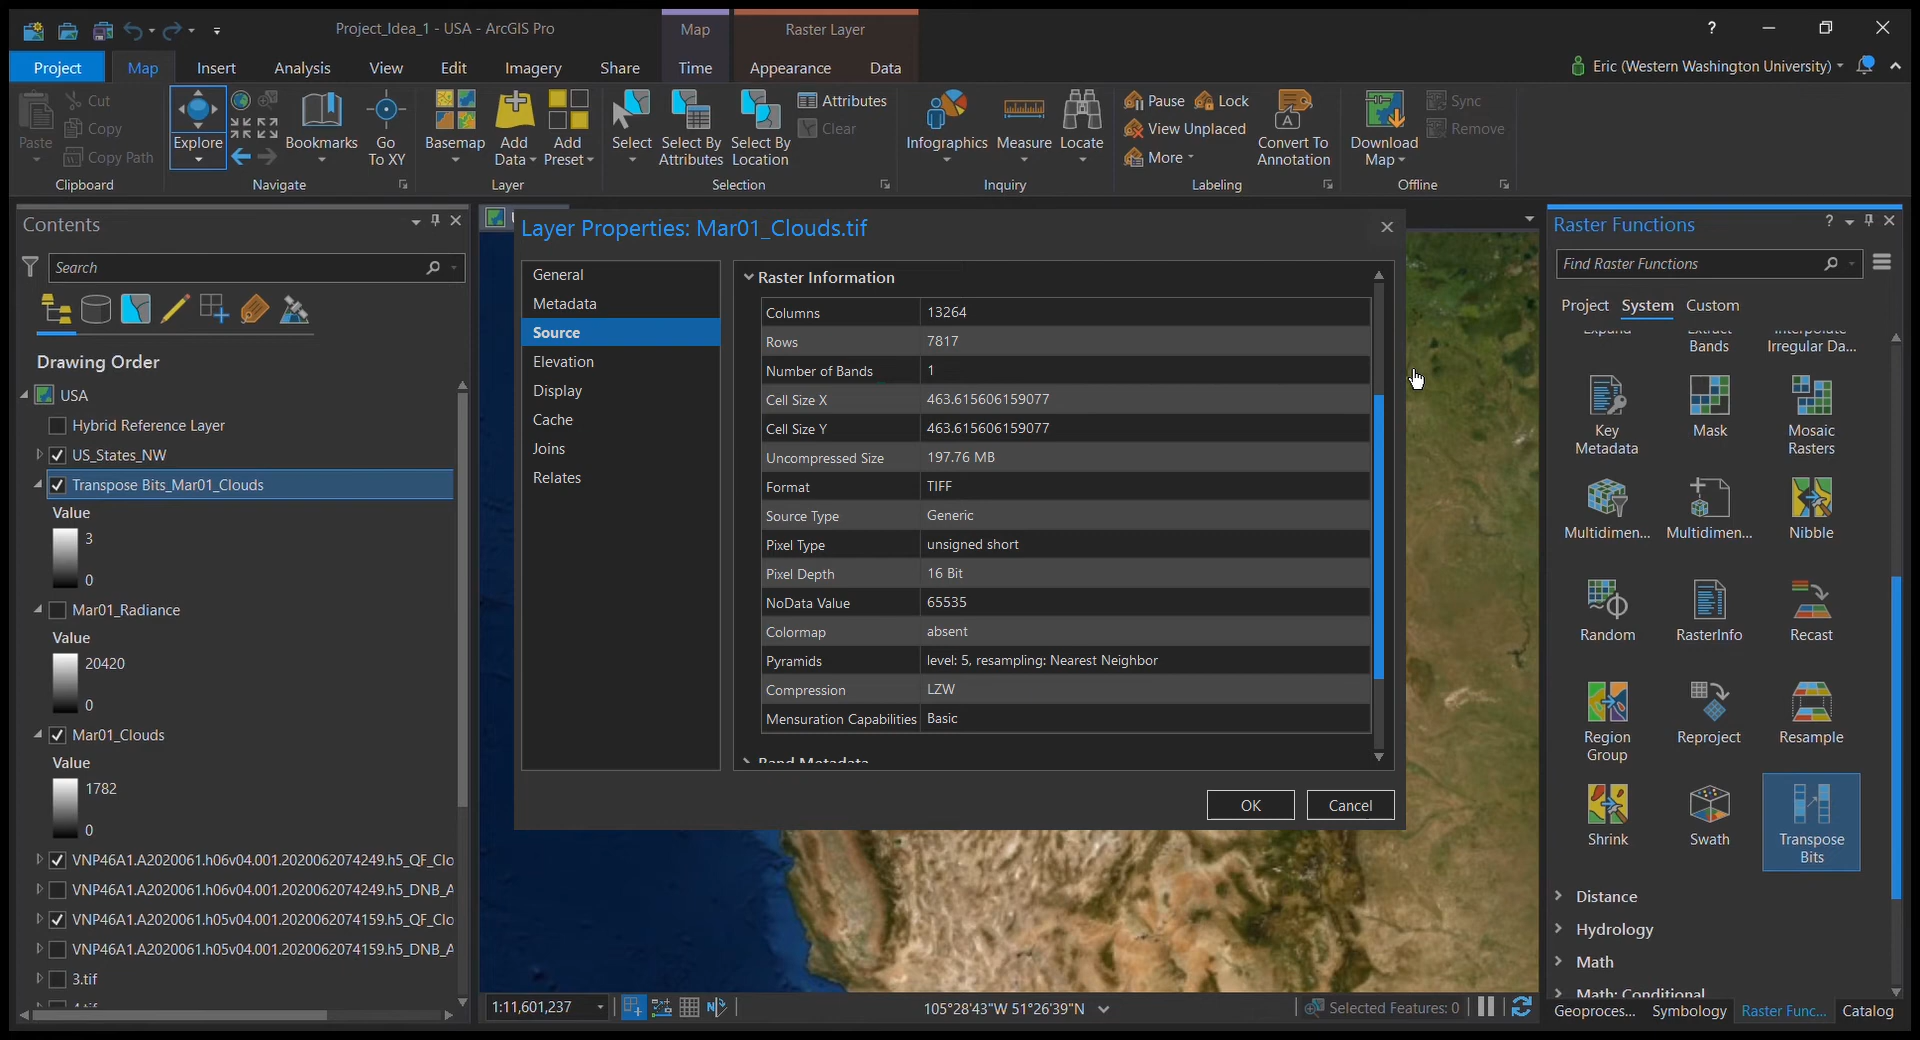 Project_Idea_1 - USA - ArcGIS Pro
Map
Raster Layer
?
Project
Map
Insert
Analysis
View
Edit
Imagery
Share
Time
Appearance
Data
Eric (Western Washington University)
Paste
Cut
Copy
Copy Path
Clipboard
Explore
Bookmarks
Go
To XY
Navigate
Basemap
Add
Data
Add
Preset
Layer
Select
Select By
Attributes
Select By
Location
Attributes
Clear
Selection
Infographics
Measure
Locate
Inquiry
Pause
Lock
View Unplaced
More
Convert To
Annotation
Labeling
Download
Map
Sync
Remove
Offline
Contents
Search
Drawing Order
USA
Hybrid Reference Layer
US_States_NW
Transpose Bits_Mar01_Clouds
Value
3
0
Mar01_Radiance
Value
20420
0
Mar01_Clouds
Value
1782
0
VNP46A1.A2020061.h06v04.001.2020062074249.h5_QF_Clo
VNP46A1.A2020061.h06v04.001.2020062074249.h5_DNB_A
VNP46A1.A2020061.h05v04.001.2020062074159.h5_QF_Clo
VNP46A1.A2020061.h05v04.001.2020062074159.h5_DNB_A
3.tif
Layer Properties: Mar01_Clouds.tif
General
Metadata
Source
Elevation
Display
Cache
Joins
Relates
Raster Information
Columns 13264
Rows 7817
Number of Bands 1
Cell Size X 463.615606159077
Cell Size Y 463.615606159077
Uncompressed Size 197.76 MB
Format TIFF
Source Type Generic
Pixel Type unsigned short
Pixel Depth 16 Bit
NoData Value 65535
Colormap absent
Pyramids level: 5, resampling: Nearest Neighbor
Compression LZW
Mensuration Capabilities Basic
Band Metadata
OK
Cancel
1:11,601,237
105°28'43"W 51°26'39"N
Selected Features: 0
Raster Functions
?
Find Raster Functions
Project
System
Custom
Expand
Extract
Bands
Interpolate
Irregular Da...
Key
Metadata
Mask
Mosaic
Rasters
Multidimen...
Multidimen...
Nibble
Random
RasterInfo
Recast
Region
Group
Reproject
Resample
Shrink
Swath
Transpose
Bits
Distance
Hydrology
Math
Math: Conditional
Geoproces...
Symbology
Raster Func...
Catalog